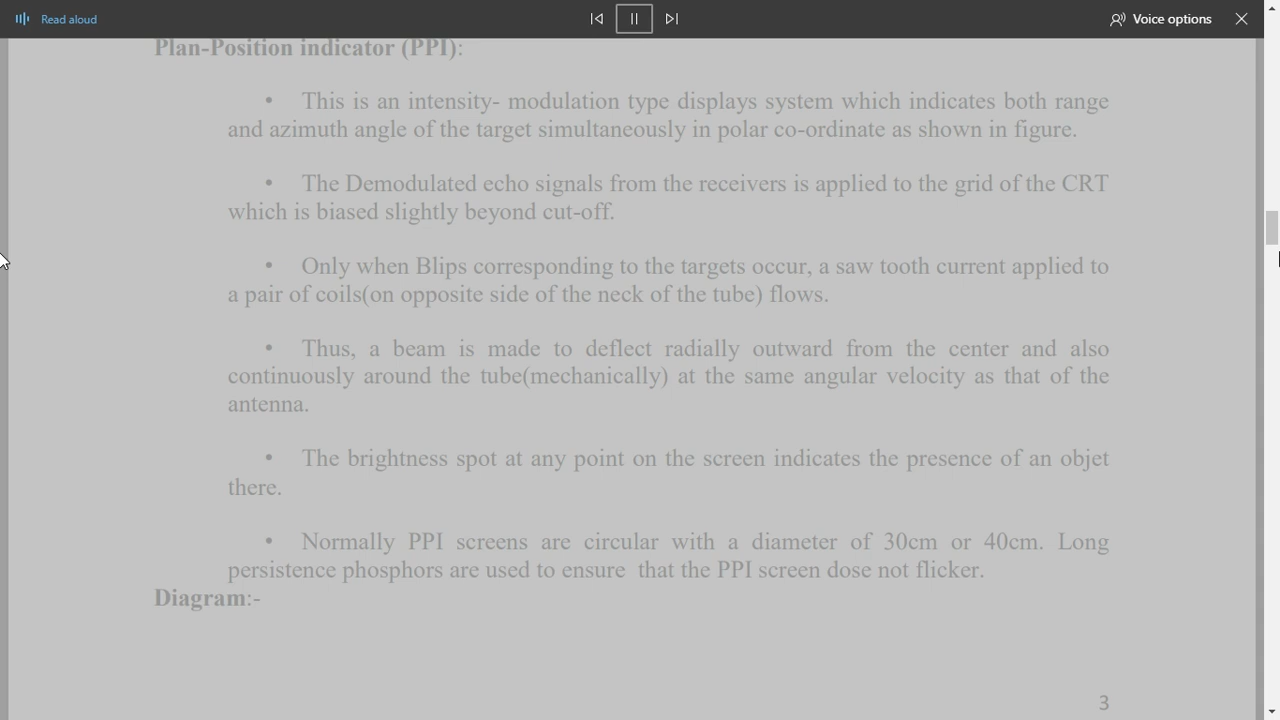 Read aloud
Voice options
Plan-Position indicator (PPI):
• This is an intensity- modulation type displays system which indicates both range
and azimuth angle of the target simultaneously in polar co-ordinate as shown in figure.
• The Demodulated echo signals from the receivers is applied to the grid of the CRT
which is biased slightly beyond cut-off.
• Only when Blips corresponding to the targets occur, a saw tooth current applied to
a pair of coils(on opposite side of the neck of the tube) flows.
• Thus, a beam is made to deflect radially outward from the center and also
continuously around the tube(mechanically) at the same angular velocity as that of the
antenna.
• The brightness spot at any point on the screen indicates the presence of an objet
there.
• Normally PPI screens are circular with a diameter of 30cm or 40cm. Long
persistence phosphors are used to ensure that the PPI screen dose not flicker.
Diagram:-
3